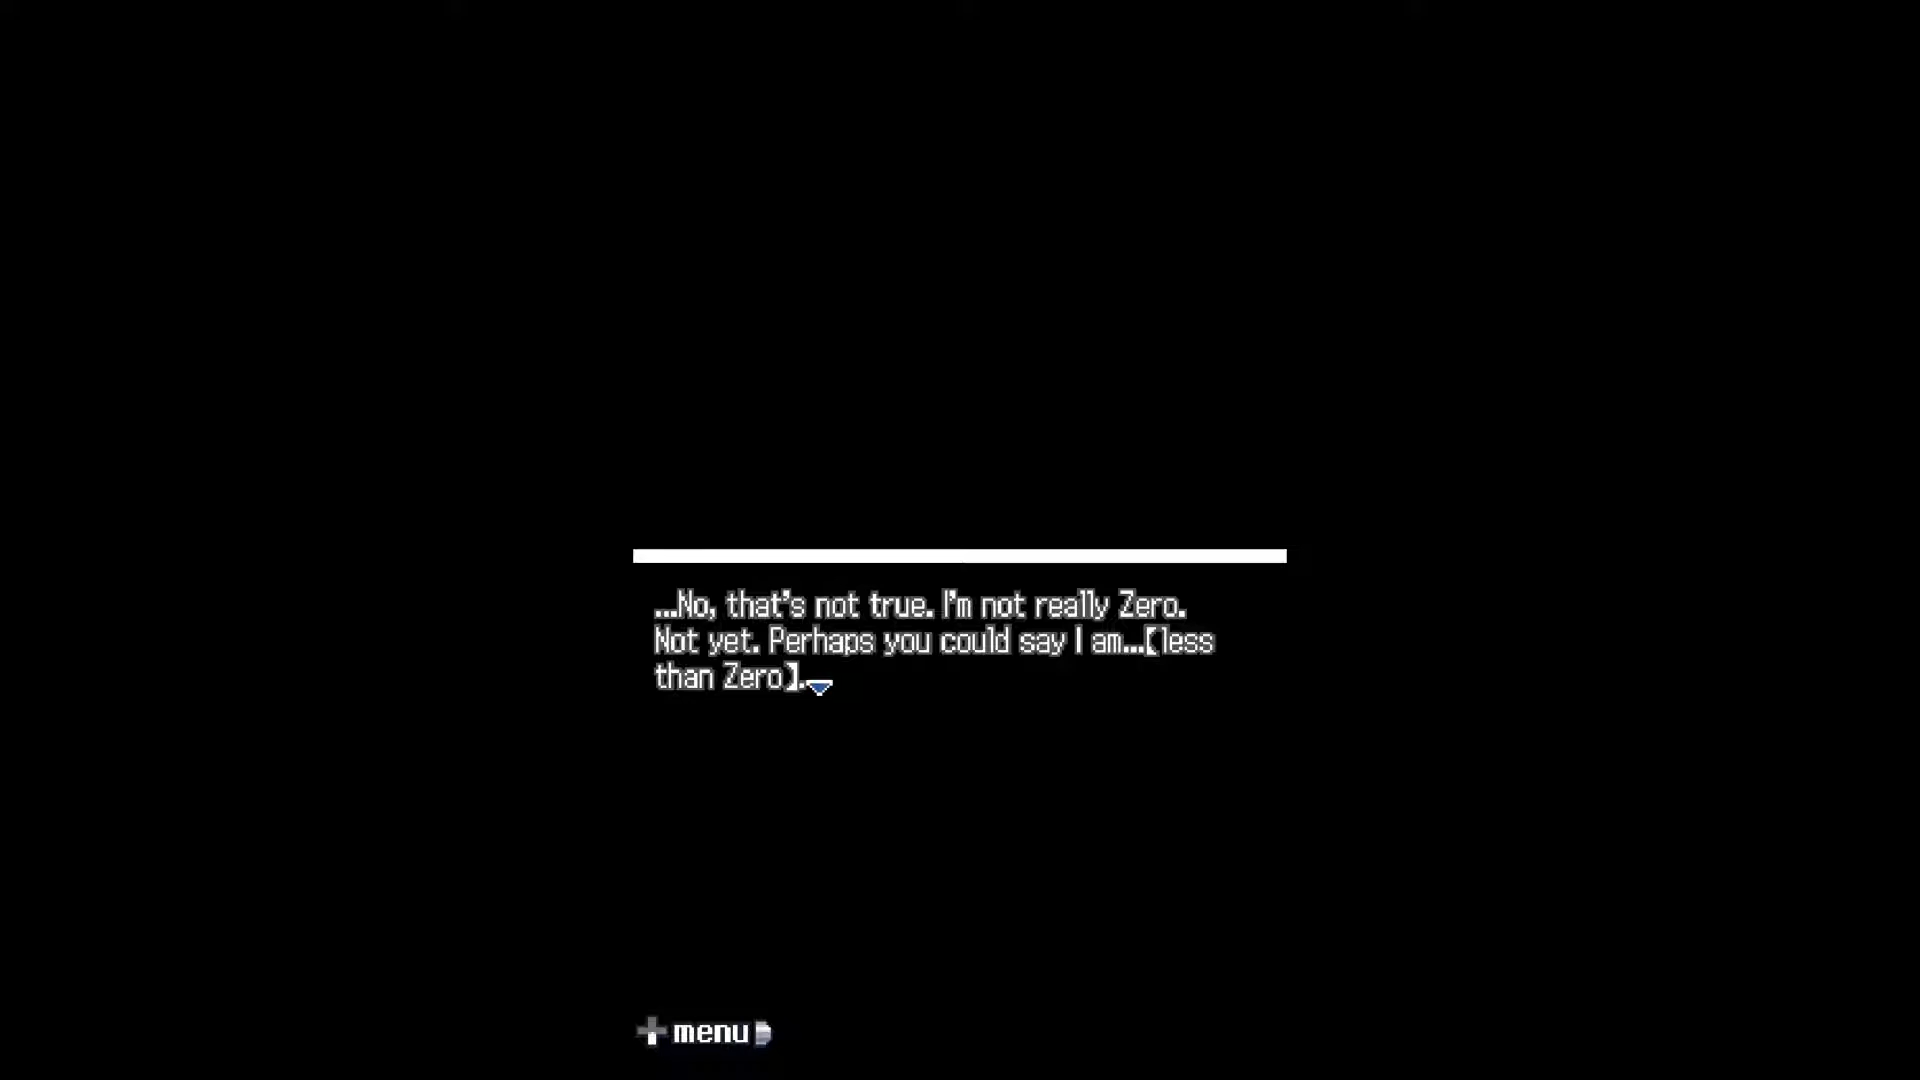 ...No, that's not true. I'm not really Zero.
Not yet. Perhaps you could say I am...【less
than Zero】.
menu